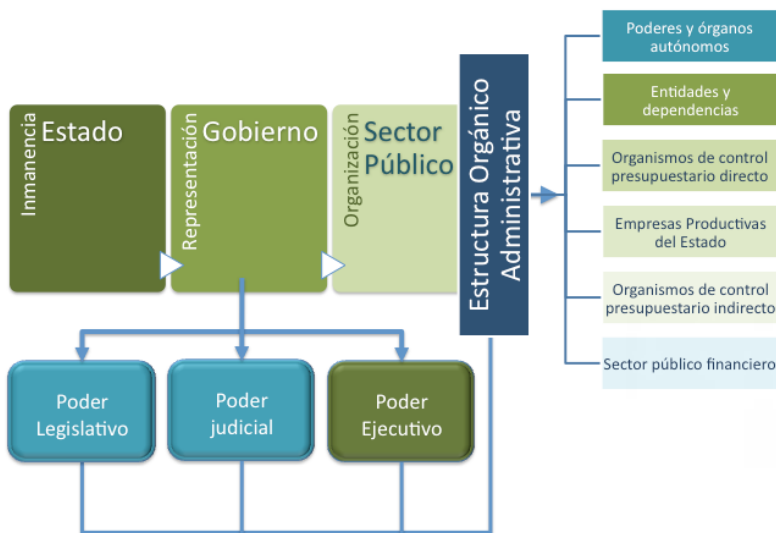 Inmanencia
Estado
Representación
Gobierno
Organización
Sector
Público
Estructura Orgánico
Administrativa
Poderes y órganos
autónomos
Entidades y
dependencias
Organismos de control
presupuestario directo
Empresas Productivas
del Estado
Organismos de control
presupuestario indirecto
Sector público financiero
Poder
Legislativo
Poder
judicial
Poder
Ejecutivo